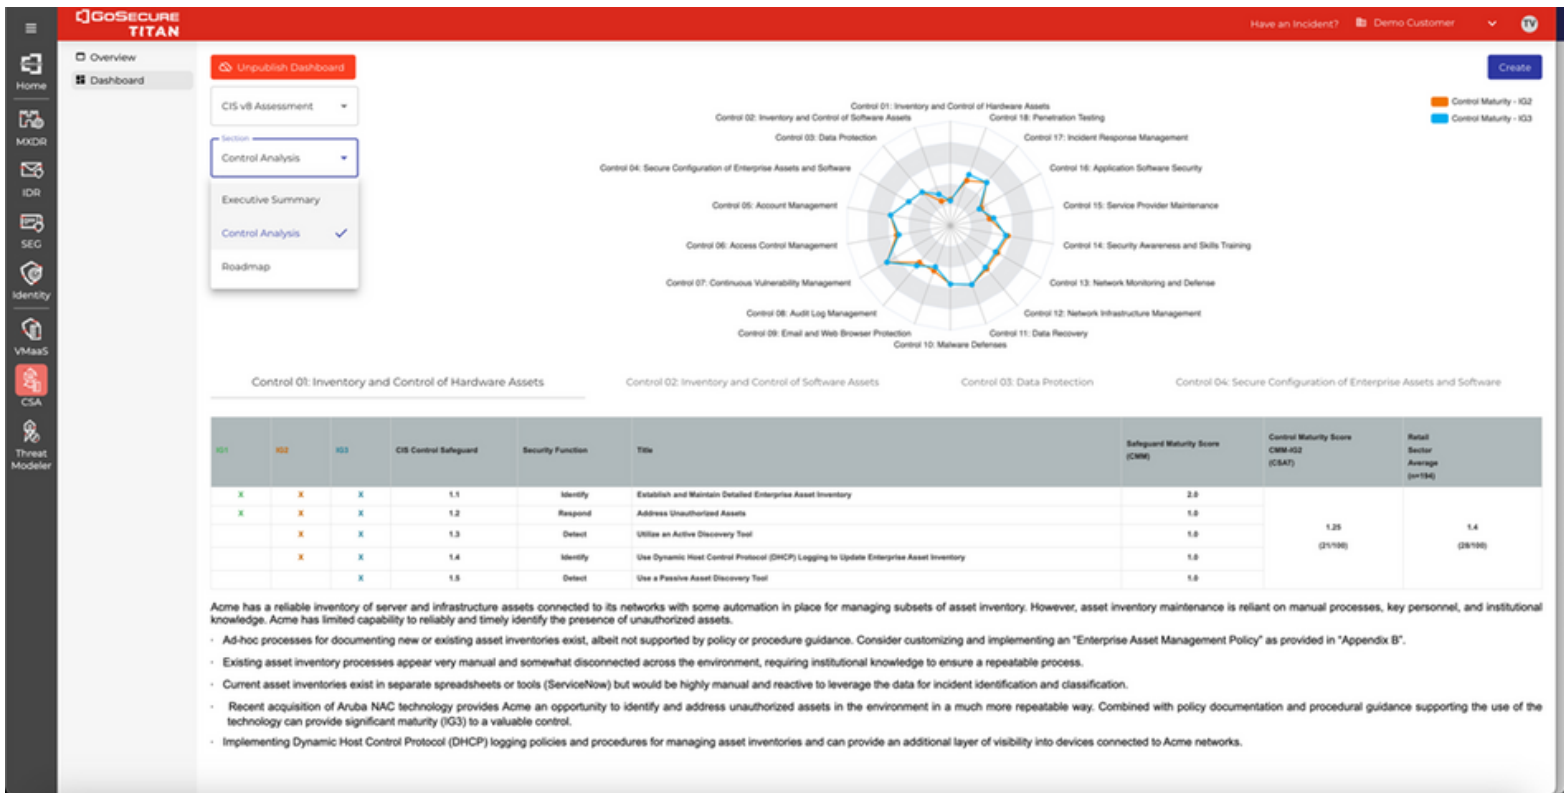 GoSecure
TITAN
Have an Incident?
Demo Customer
TV
Home
MXDR
IDR
SEG
Identity
VMaaS
CSA
Threat
Modeler
Overview
Dashboard
Unpublish Dashboard
Create
CIS v8 Assessment
Section
Control Analysis
Executive Summary
Control Analysis
Roadmap
Control Maturity - IG2
Control Maturity - IG3
Control 01: Inventory and Control of Hardware Assets
Control 02: Inventory and Control of Software Assets
Control 18: Penetration Testing
Control 03: Data Protection
Control 17: Incident Response Management
Control 04: Secure Configuration of Enterprise Assets and Software
Control 16: Application Software Security
Control 05: Account Management
Control 15: Service Provider Maintenance
Control 06: Access Control Management
Control 14: Security Awareness and Skills Training
Control 07: Continuous Vulnerability Management
Control 13: Network Monitoring and Defense
Control 08: Audit Log Management
Control 12: Network Infrastructure Management
Control 09: Email and Web Browser Protection
Control 11: Data Recovery
Control 10: Malware Defenses
Control 01: Inventory and Control of Hardware Assets
Control 02: Inventory and Control of Software Assets
Control 03: Data Protection
Control 04: Secure Configuration of Enterprise Assets and Software
IG1 IG2 IG3 CIS Control Safeguard Security Function Title
Safeguard Maturity Score
(CMM)
Control Maturity Score
CMM-IG2
(CSAT)
Retail
Sector
Average
(n=194)
X X X 1.1 Identify Establish and Maintain Detailed Enterprise Asset Inventory 2.0
X X X 1.2 Respond Address Unauthorized Assets 1.0
X X 1.3 Detect Utilize an Active Discovery Tool 1.0
X X 1.4 Identify Use Dynamic Host Control Protocol (DHCP) Logging to Update Enterprise Asset Inventory 1.0
X 1.5 Detect Use a Passive Asset Discovery Tool 1.0
1.25
(21/100)
1.4
(28/100)
Acme has a reliable inventory of server and infrastructure assets connected to its networks with some automation in place for managing subsets of asset inventory. However, asset inventory maintenance is reliant on manual processes, key personnel, and institutional
knowledge. Acme has limited capability to reliably and timely identify the presence of unauthorized assets.
· Ad-hoc processes for documenting new or existing asset inventories exist, albeit not supported by policy or procedure guidance. Consider customizing and implementing an "Enterprise Asset Management Policy" as provided in "Appendix B".
· Existing asset inventory processes appear very manual and somewhat disconnected across the environment, requiring institutional knowledge to ensure a repeatable process.
· Current asset inventories exist in separate spreadsheets or tools (ServiceNow) but would be highly manual and reactive to leverage the data for incident identification and classification.
· Recent acquisition of Aruba NAC technology provides Acme an opportunity to identify and address unauthorized assets in the environment in a much more repeatable way. Combined with policy documentation and procedural guidance supporting the use of the
technology can provide significant maturity (IG3) to a valuable control.
· Implementing Dynamic Host Control Protocol (DHCP) logging policies and procedures for managing asset inventories and can provide an additional layer of visibility into devices connected to Acme networks.